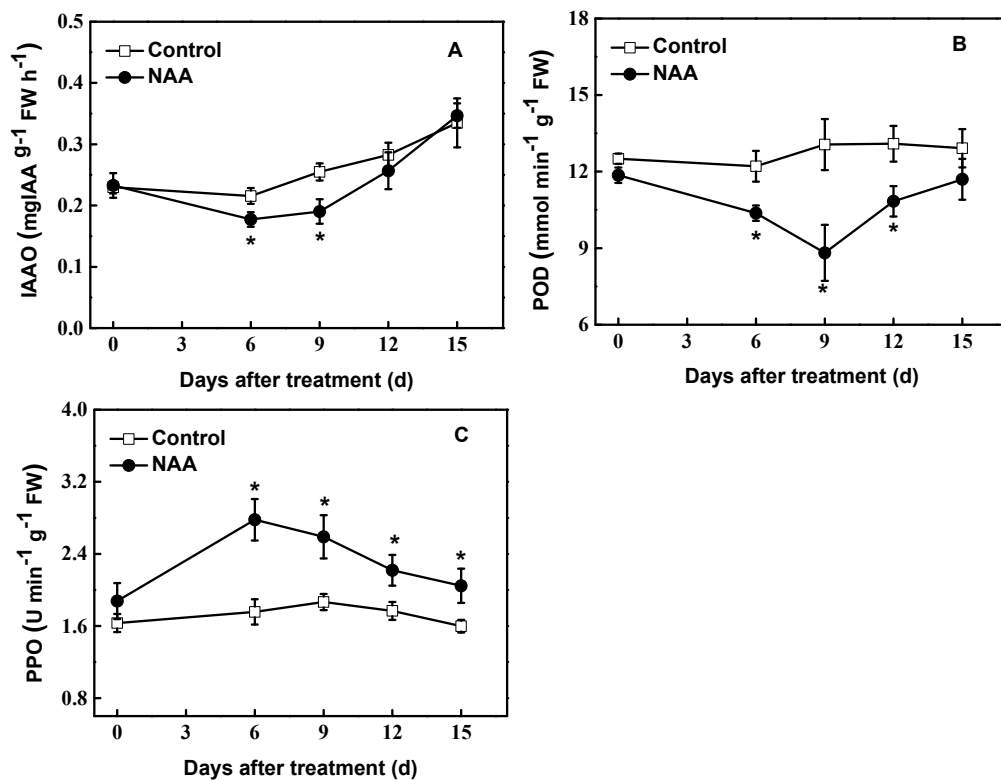 A
Control
NAA
IAAO (mgIAA g⁻¹ FW h⁻¹)
0.5
0.4
0.3
0.2
0.1
0.0
* *
0 3 6 9 12 15
Days after treatment (d)
B
Control
NAA
POD (mmol min⁻¹ g⁻¹ FW)
18
15
12
9
6
* * *
0 3 6 9 12 15
Days after treatment (d)
C
Control
NAA
PPO (U min⁻¹ g⁻¹ FW)
4.0
3.2
2.4
1.6
0.8
* * * *
0 3 6 9 12 15
Days after treatment (d)